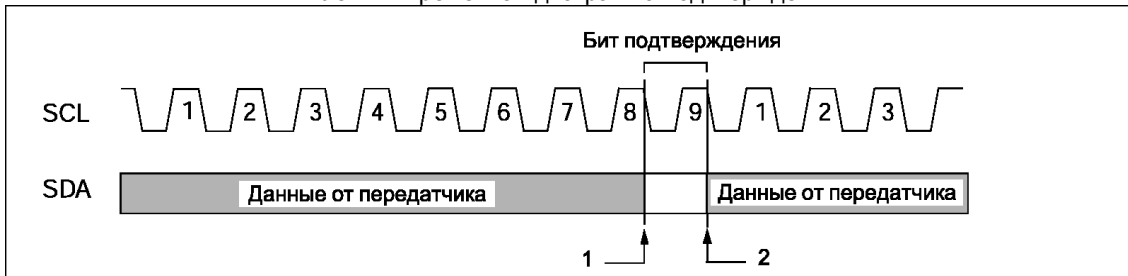 Бит подтверждения
SCL 1 2 3 4 5 6 7 8 9 1 2 3
SDA Данные от передатчика Данные от передатчика
1 2